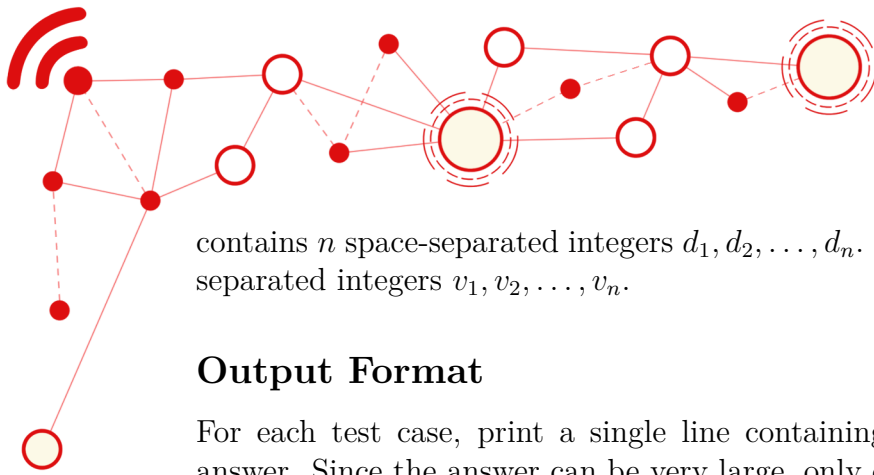 contains n space-separated integers d₁, d₂, . . . , dₙ.
separated integers v₁, v₂, . . . , vₙ.
Output Format
For each test case, print a single line containing
answer. Since the answer can be very large, only